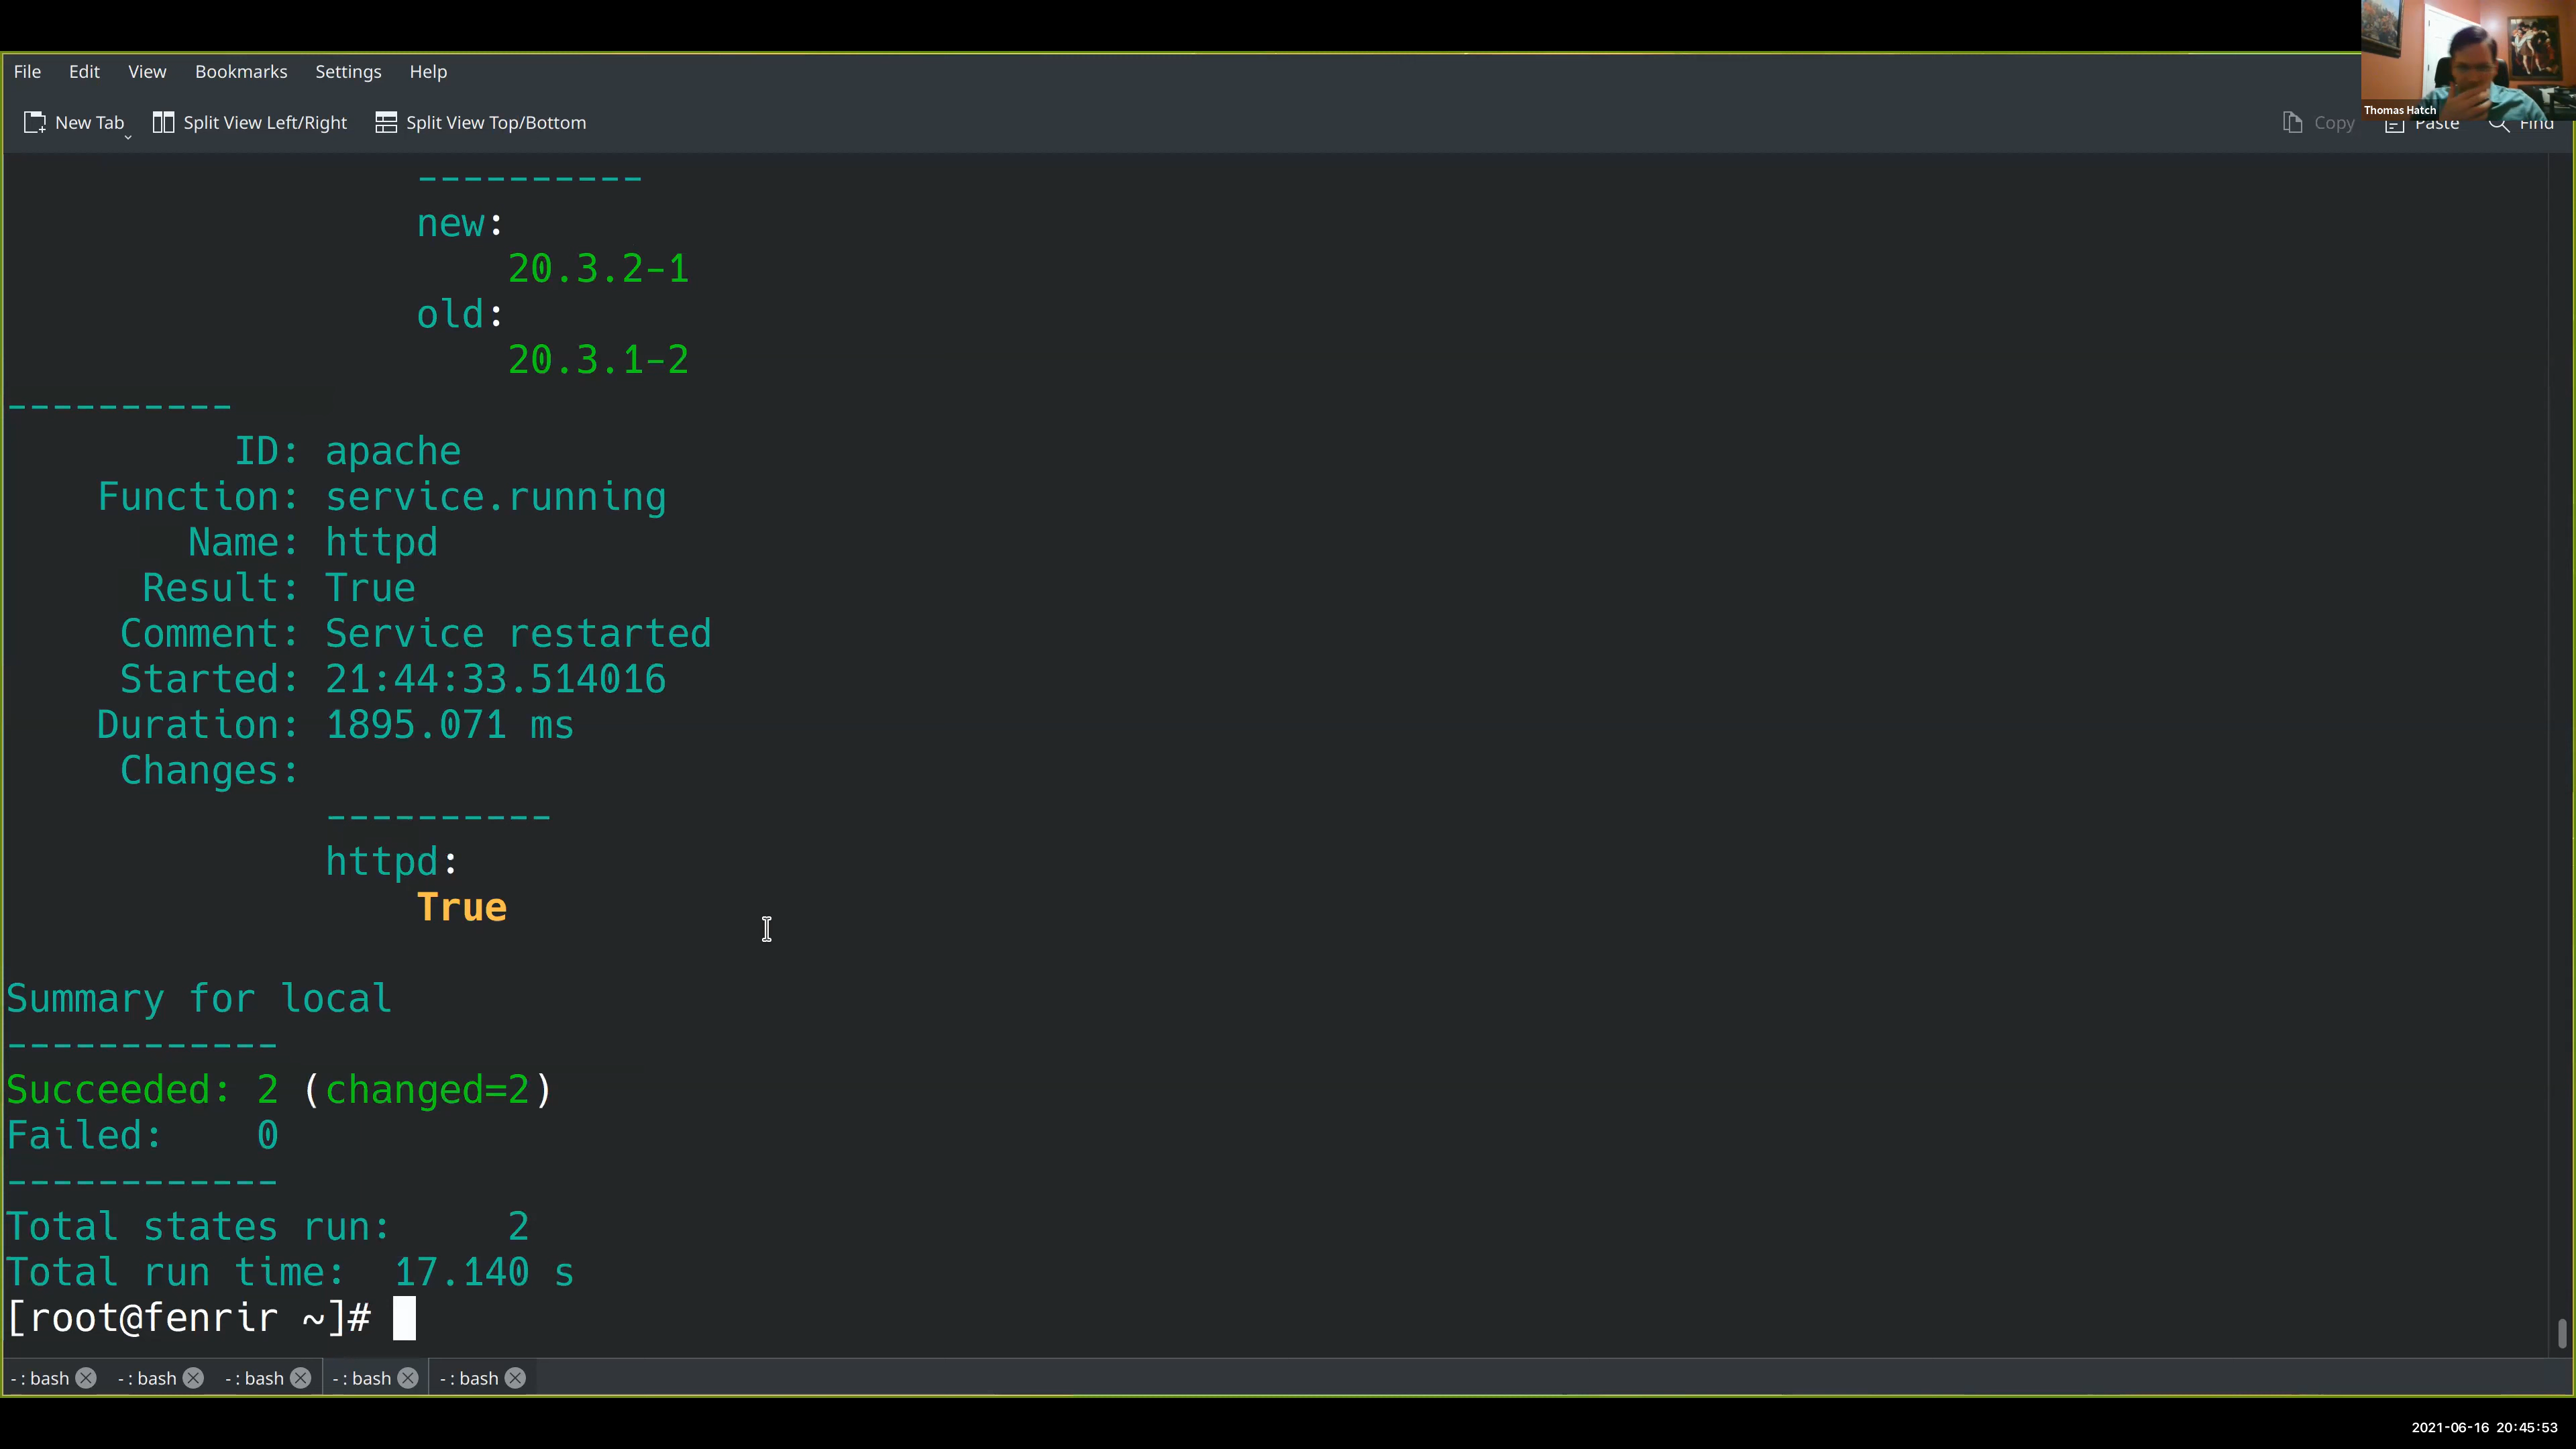 File Edit View Bookmarks Settings Help
Thomas Hatch
New Tab Split View Left/Right Split View Top/Bottom Copy Paste Find
----------
new:
20.3.2-1
old:
20.3.1-2
----------
ID: apache
Function: service.running
Name: httpd
Result: True
Comment: Service restarted
Started: 21:44:33.514016
Duration: 1895.071 ms
Changes:
----------
httpd:
True
Summary for local
------------
Succeeded: 2 (changed=2)
Failed: 0
------------
Total states run: 2
Total run time: 17.140 s
[root@fenrir ~]#
- : bash - : bash - : bash - : bash - : bash
2021-06-16 20:45:53